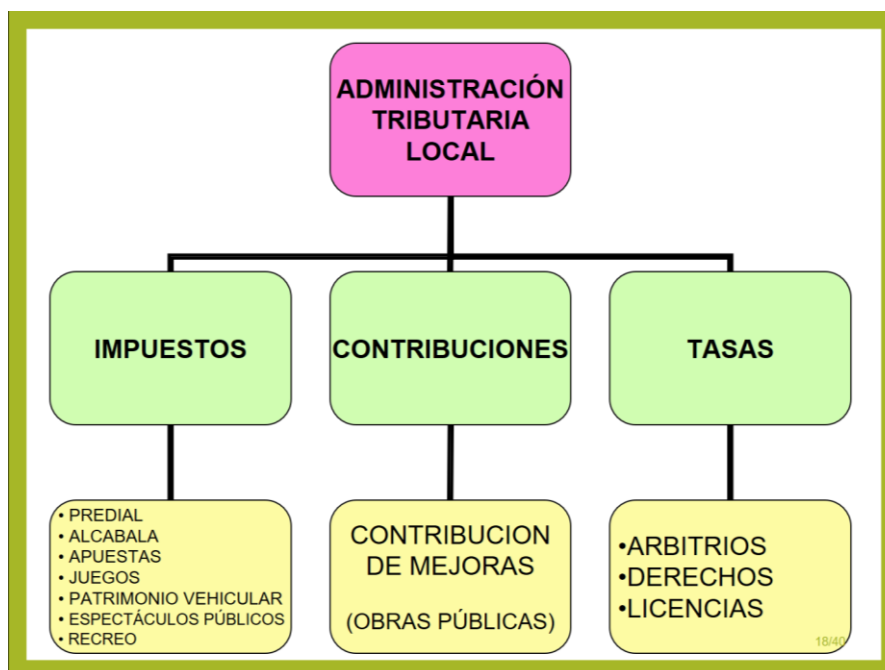 ADMINISTRACIÓN
TRIBUTARIA
LOCAL
IMPUESTOS
CONTRIBUCIONES
TASAS
• PREDIAL
• ALCABALA
• APUESTAS
• JUEGOS
• PATRIMONIO VEHICULAR
• ESPECTÁCULOS PÚBLICOS
• RECREO
CONTRIBUCION
DE MEJORAS
(OBRAS PÚBLICAS)
•ARBITRIOS
•DERECHOS
•LICENCIAS
18/40